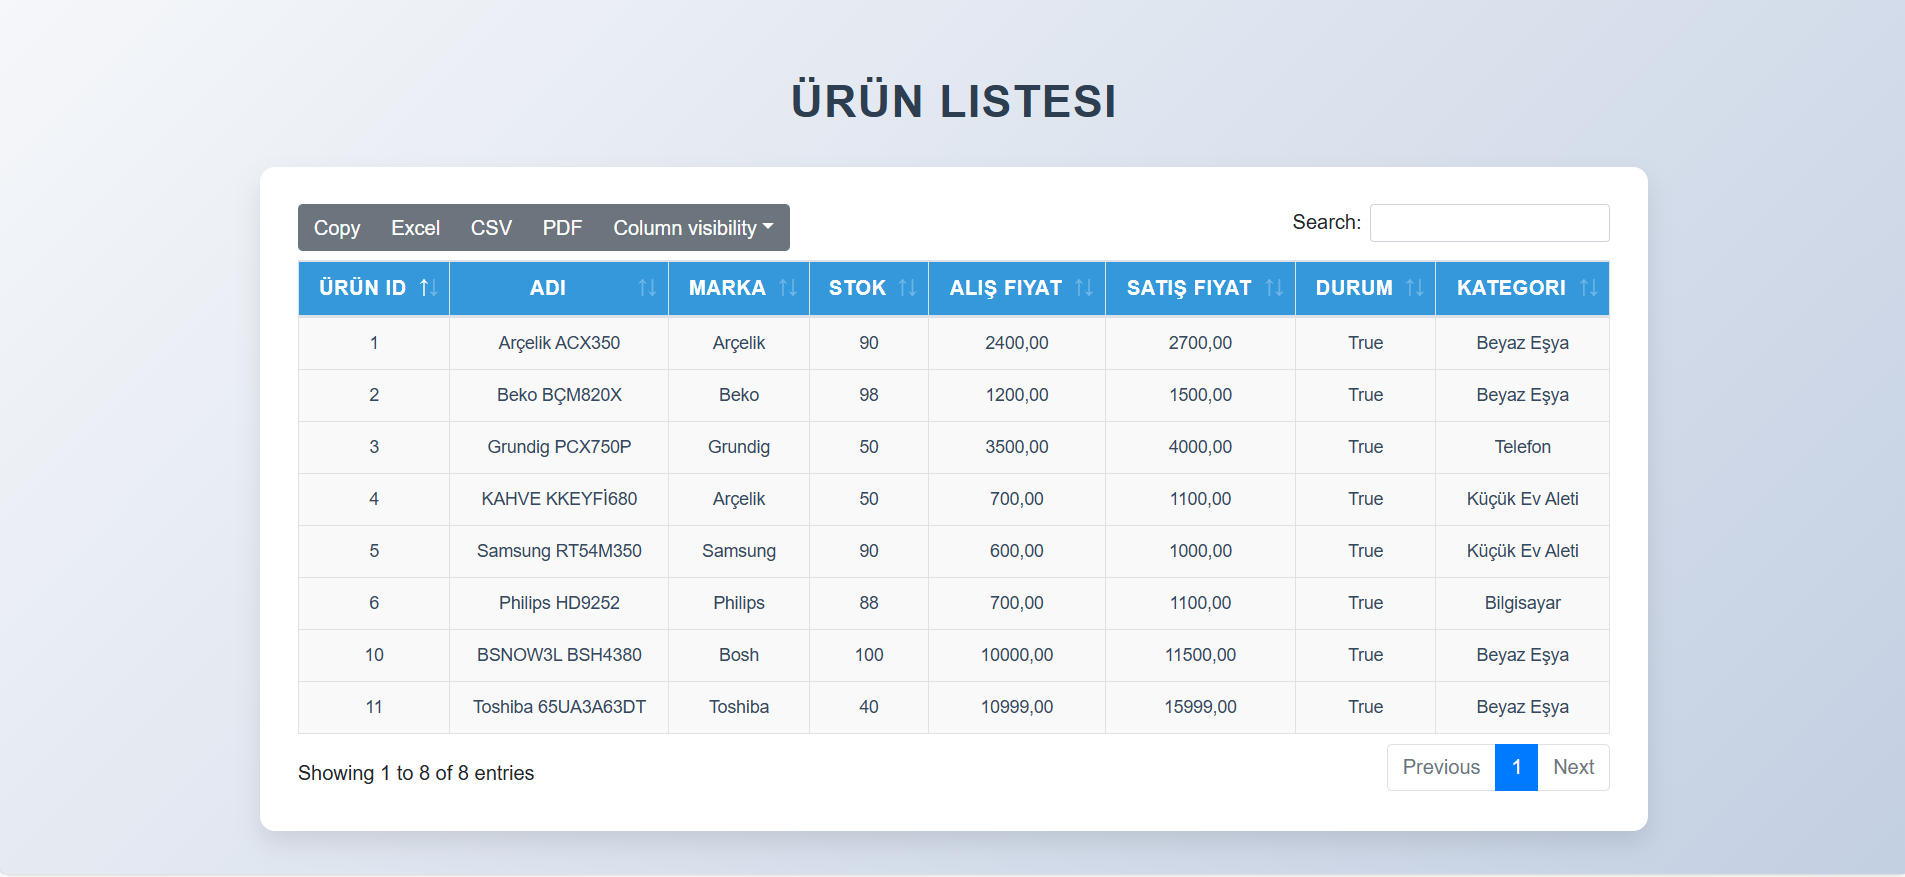 ÜRÜN LISTESI
Copy Excel CSV PDF Column visibility Search:
ÜRÜN ID ADI MARKA STOK ALIŞ FIYAT SATIŞ FIYAT DURUM KATEGORI
1 Arçelik ACX350 Arçelik 90 2400,00 2700,00 True Beyaz Eşya
2 Beko BÇM820X Beko 98 1200,00 1500,00 True Beyaz Eşya
3 Grundig PCX750P Grundig 50 3500,00 4000,00 True Telefon
4 KAHVE KKEYFİ680 Arçelik 50 700,00 1100,00 True Küçük Ev Aleti
5 Samsung RT54M350 Samsung 90 600,00 1000,00 True Küçük Ev Aleti
6 Philips HD9252 Philips 88 700,00 1100,00 True Bilgisayar
10 BSNOW3L BSH4380 Bosh 100 10000,00 11500,00 True Beyaz Eşya
11 Toshiba 65UA3A63DT Toshiba 40 10999,00 15999,00 True Beyaz Eşya
Showing 1 to 8 of 8 entries Previous 1 Next